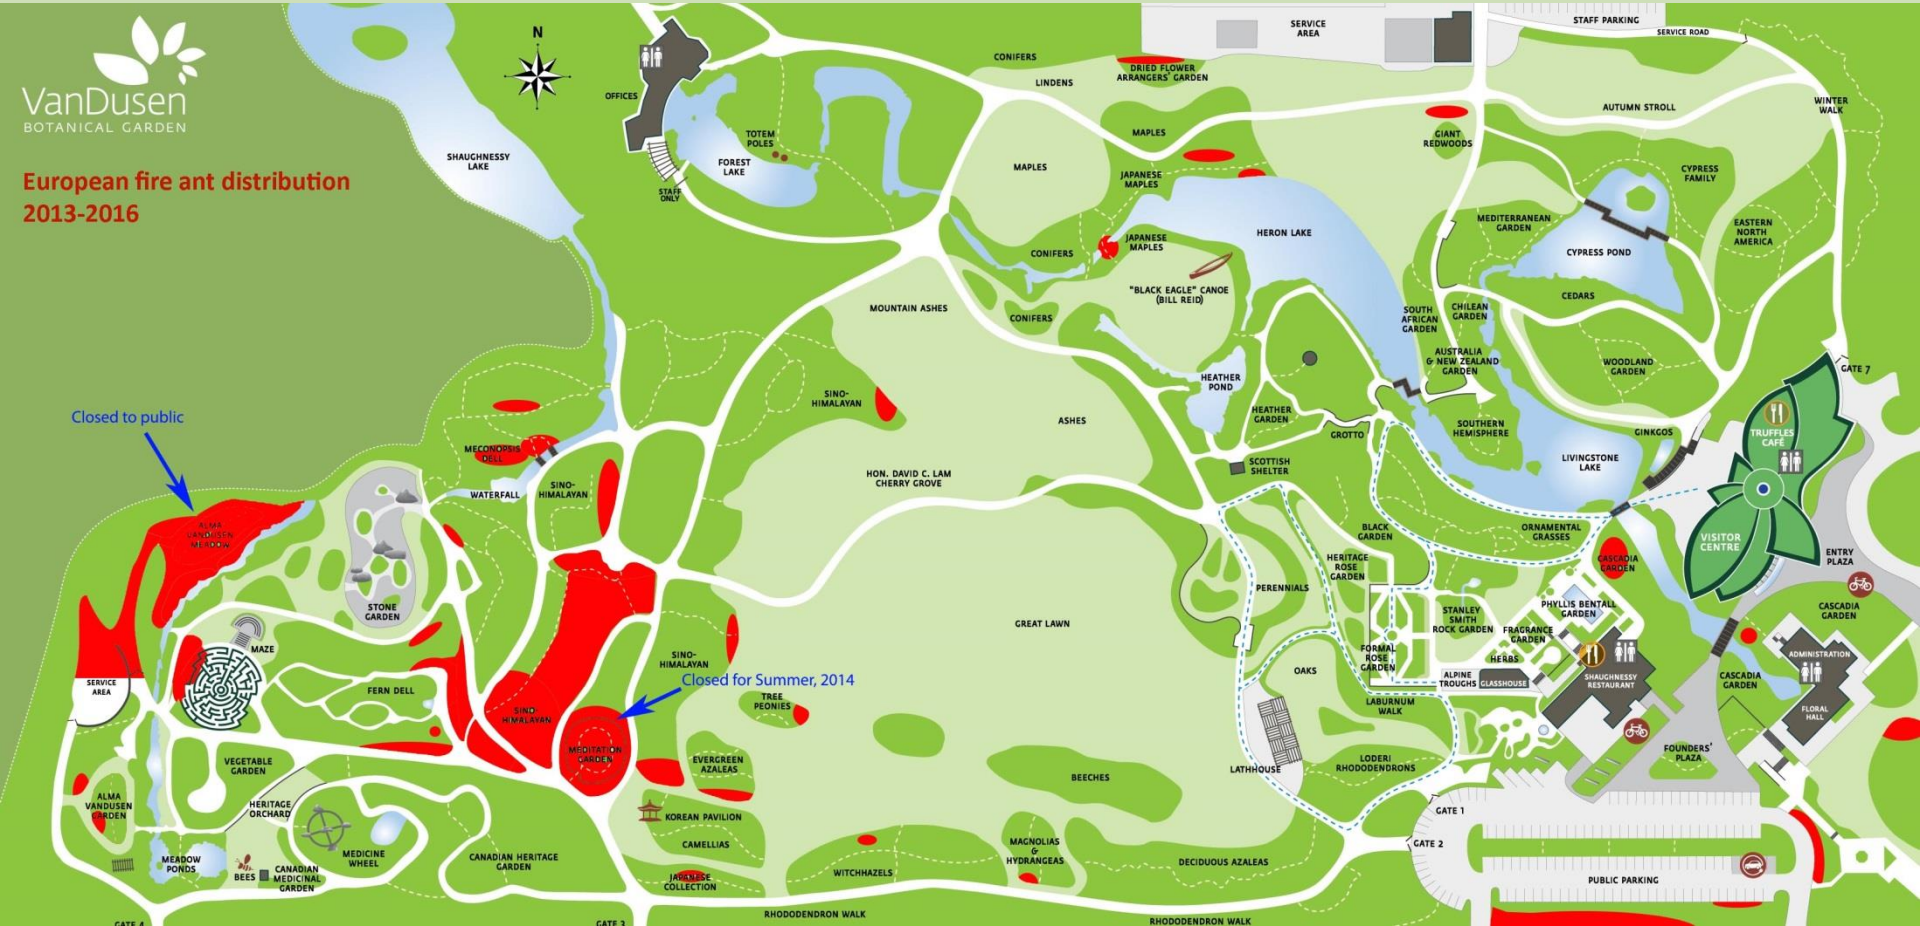 VanDusen
BOTANICAL GARDEN
European fire ant distribution
2013-2016
N
OFFICES
SHAUGHNESSY
LAKE
TOTEM
POLES
FOREST
LAKE
STAFF
ONLY
CONIFERS
LINDENS
DRIED FLOWER
ARRANGERS' GARDEN
SERVICE
AREA
STAFF PARKING
SERVICE ROAD
MAPLES
MAPLES
JAPANESE
MAPLES
JAPANESE
MAPLES
CONIFERS
CONIFERS
"BLACK EAGLE" CANOE
(BILL REID)
HERON LAKE
GIANT
REDWOODS
AUTUMN STROLL
WINTER
WALK
CYPRESS
FAMILY
MEDITERRANEAN
GARDEN
EASTERN
NORTH
AMERICA
CYPRESS POND
CEDARS
SOUTH
AFRICAN
GARDEN
CHILEAN
GARDEN
AUSTRALIA
& NEW ZEALAND
GARDEN
WOODLAND
GARDEN
GATE 7
MOUNTAIN ASHES
SINO-
HIMALAYAN
ASHES
HON. DAVID C. LAM
CHERRY GROVE
HEATHER
POND
HEATHER
GARDEN
GROTTO
SCOTTISH
SHELTER
SOUTHERN
HEMISPHERE
GINKGOS
LIVINGSTONE
LAKE
TRUFFLES
CAFÉ
VISITOR
CENTRE
ENTRY
PLAZA
Closed to public
MECONOPSIS
DELL
WATERFALL
SINO-
HIMALAYAN
ALMA
VANDUSEN
MEADOW
STONE
GARDEN
MAZE
SERVICE
AREA
FERN DELL
SINO-
HIMALAYAN
MEDITATION
GARDEN
SINO-
HIMALAYAN
Closed for Summer, 2014
TREE
PEONIES
GREAT LAWN
BLACK
GARDEN
HERITAGE
ROSE
GARDEN
PERENNIALS
ORNAMENTAL
GRASSES
CASCADIA
GARDEN
PHYLLIS BENTALL
GARDEN
STANLEY
SMITH
ROCK GARDEN
FRAGRANCE
GARDEN
HERBS
FORMAL
ROSE
GARDEN
ALPINE
TROUGHS
GLASSHOUSE
OAKS
LABURNUM
WALK
SHAUGHNESSY
RESTAURANT
CASCADIA
GARDEN
ADMINISTRATION
CASCADIA
GARDEN
FLORAL
HALL
FOUNDERS'
PLAZA
LATHHOUSE
LODERI
RHODODENDRONS
VEGETABLE
GARDEN
EVERGREEN
AZALEAS
BEECHES
ALMA
VANDUSEN
GARDEN
HERITAGE
ORCHARD
KOREAN PAVILION
CAMELLIAS
MEADOW
PONDS
BEES
CANADIAN
MEDICINAL
GARDEN
MEDICINE
WHEEL
CANADIAN HERITAGE
GARDEN
JAPANESE
COLLECTION
WITCHHAZELS
MAGNOLIAS
&
HYDRANGEAS
DECIDUOUS AZALEAS
GATE 1
GATE 2
PUBLIC PARKING
RHODODENDRON WALK
RHODODENDRON WALK
GATE 4
GATE 3